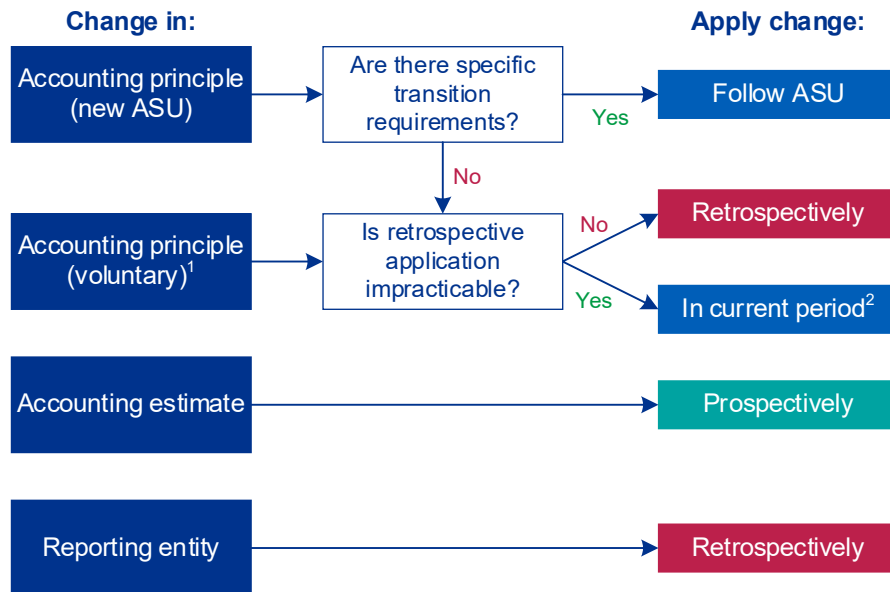 Change in:
Apply change:
Accounting principle
(new ASU)
Are there specific
transition
requirements?
Yes
Follow ASU
No
Accounting principle
(voluntary)1
Is retrospective
application
impracticable?
No
Retrospectively
Yes
In current period2
Accounting estimate
Prospectively
Reporting entity
Retrospectively